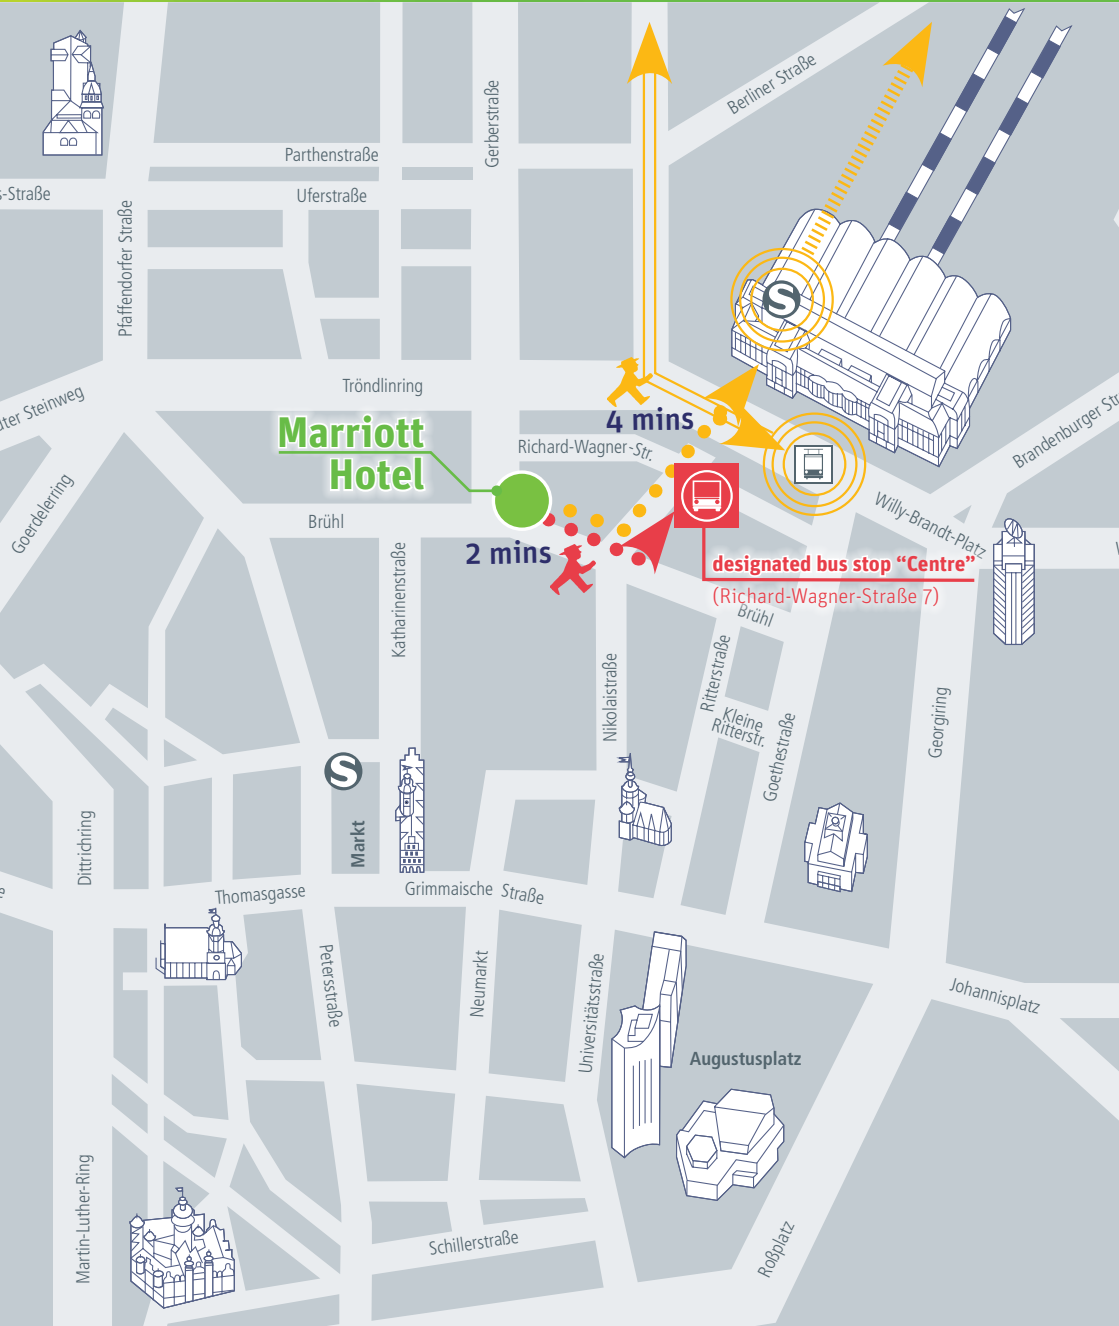 Berliner Straße
Gerberstraße
Parthenstraße
s-Straße
Uferstraße
Pfaffendorfer Straße
S
Tröndlinring
4 mins
Marriott
Hotel
Richard-Wagner-Str.
Brandenburger Str
Goerdelerring
Brühl
Willy-Brandt-Platz
2 mins
designated bus stop “Centre”
(Richard-Wagner-Straße 7)
Brühl
Katharinenstraße
Nikolaistraße
Ritterstraße
Kleine
Ritterstr.
Goethestraße
Georgiring
S
Markt
Dittrichring
Thomasgasse
Grimmaische Straße
Petersstraße
Neumarkt
Universitätsstraße
Johannisplatz
Augustusplatz
Martin-Luther-Ring
Schillerstraße
Roßplatz
ter Steinweg